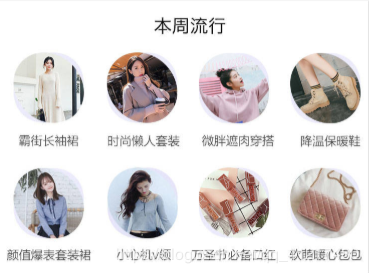 本周流行
霸街长袖裙 时尚懒人套装 微胖遮肉穿搭 降温保暖鞋
颜值爆表套装裙 小心机v领 万圣节必备口红 软萌暖心包包